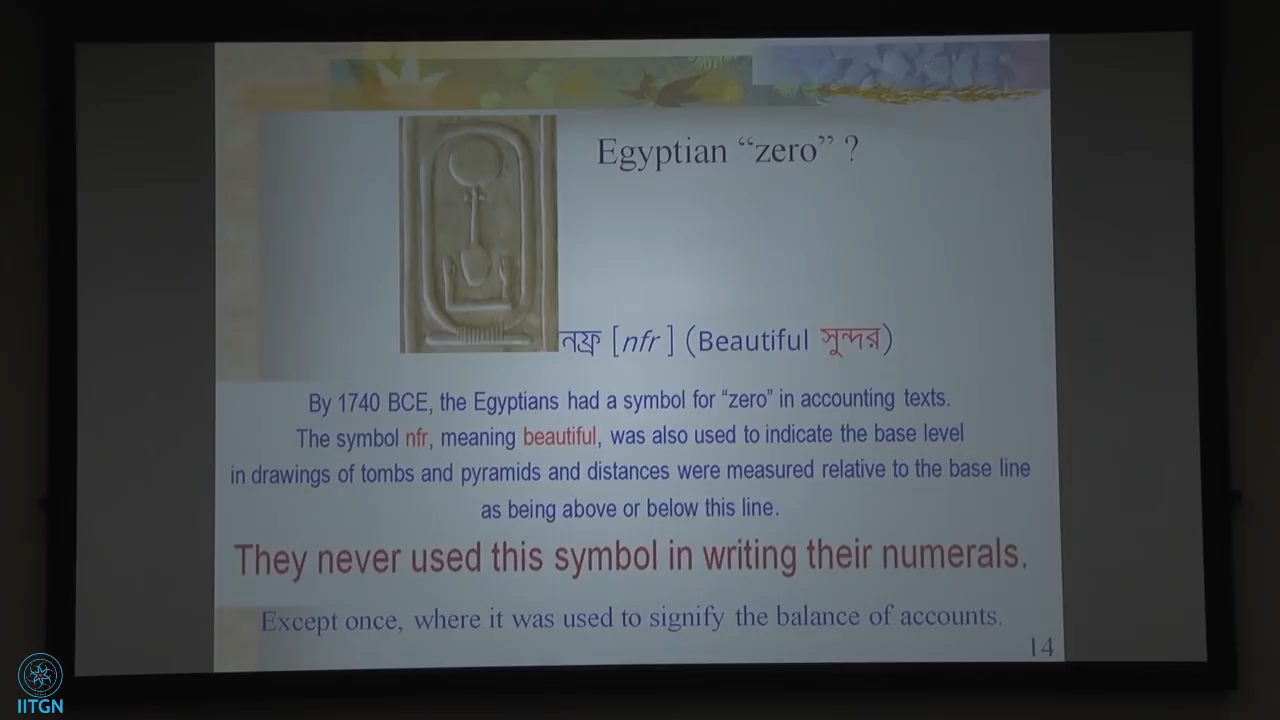 Egyptian “zero” ?
নফ্র [nfr ] (Beautiful সুন্দর)
By 1740 BCE, the Egyptians had a symbol for “zero” in accounting texts.
The symbol nfr, meaning beautiful, was also used to indicate the base level
in drawings of tombs and pyramids and distances were measured relative to the base line
as being above or below this line.
They never used this symbol in writing their numerals.
Except once, where it was used to signify the balance of accounts.
14
IITGN